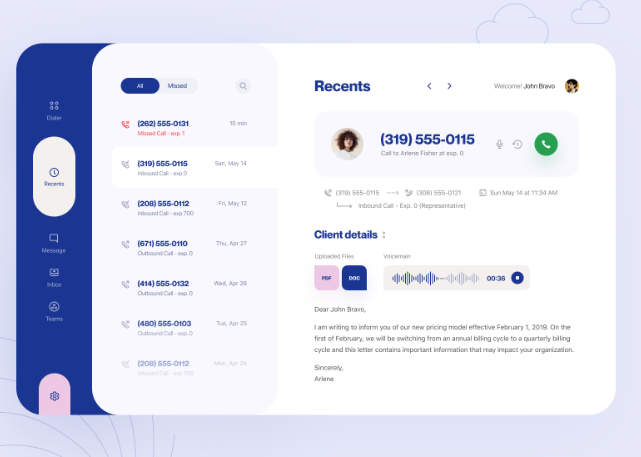 Dialer
Recents
Message
Inbox
Teams
All
Missed
(262) 555-0131
10 min
Missed Call - exp. 1
(319) 555-0115
Sun, May 14
Inbound Call - exp 0
(208) 555-0112
Fri, May 12
Inbound Call - exp 700
(671) 555-0110
Thu, Apr 27
Outbound Call - exp. 0
(414) 555-0132
Wed, Apr 26
Outbound Call - exp. 0
(480) 555-0103
Tue, Apr 25
Outbound Call - exp. 0
(208) 555-0112
Mon, Apr 24
Inbound Call - exp 700
Recents
Welcome! John Bravo
(319) 555-0115
Call to Arlene Fisher at exp. 0
(319) 555-0115 ---> (306) 555-0121 Sun May 14 at 11:34 AM
Inbound Call - Exp. 0 (Representative)
Client details
Uploaded Files
Voicemain
PDF
DOC
00:36
Dear John Bravo,
I am writing to inform you of our new pricing model effective February 1, 2019. On the
first of February, we will be switching from an annual billing cycle to a quarterly billing
cycle and this letter contains important information that may impact your organization.
Sincerely,
Arlene